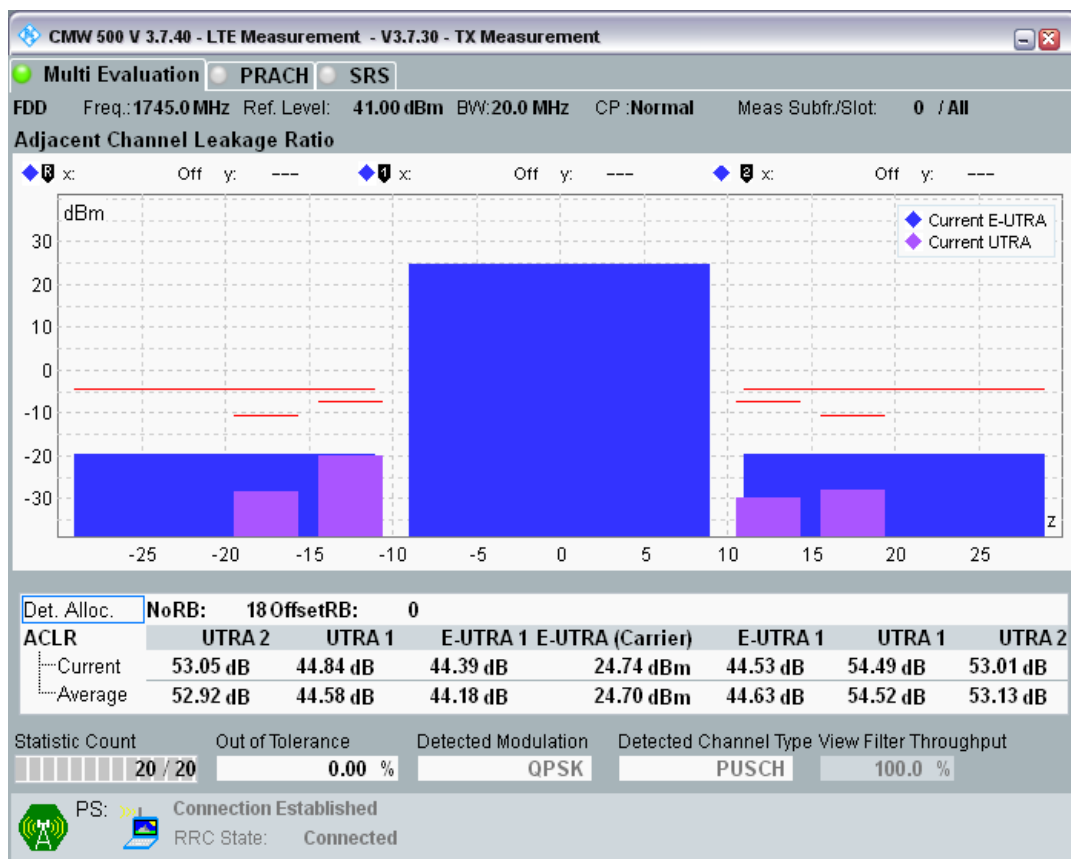 CMW 500 V 3.7.40 - LTE Measurement - V3.7.30 - TX Measurement
Multi Evaluation PRACH SRS
FDD Freq.: 1745.0 MHz Ref. Level: 41.00 dBm BW: 20.0 MHz CP : Normal Meas Subfr./Slot: 0 / All
Adjacent Channel Leakage Ratio
R x: Off y: --- 1 x: Off y: --- 2 x: Off y: ---
dBm
Current E-UTRA
Current UTRA
30
20
10
0
-10
-20
-30
z
-25 -20 -15 -10 -5 0 5 10 15 20 25
Det. Alloc. NoRB: 18 OffsetRB: 0
ACLR UTRA 2 UTRA 1 E-UTRA 1 E-UTRA (Carrier) E-UTRA 1 UTRA 1 UTRA 2
Current 53.05 dB 44.84 dB 44.39 dB 24.74 dBm 44.53 dB 54.49 dB 53.01 dB
Average 52.92 dB 44.58 dB 44.18 dB 24.70 dBm 44.63 dB 54.52 dB 53.13 dB
Statistic Count Out of Tolerance Detected Modulation Detected Channel Type View Filter Throughput
20 / 20 0.00 % QPSK PUSCH 100.0 %
PS: Connection Established
RRC State: Connected